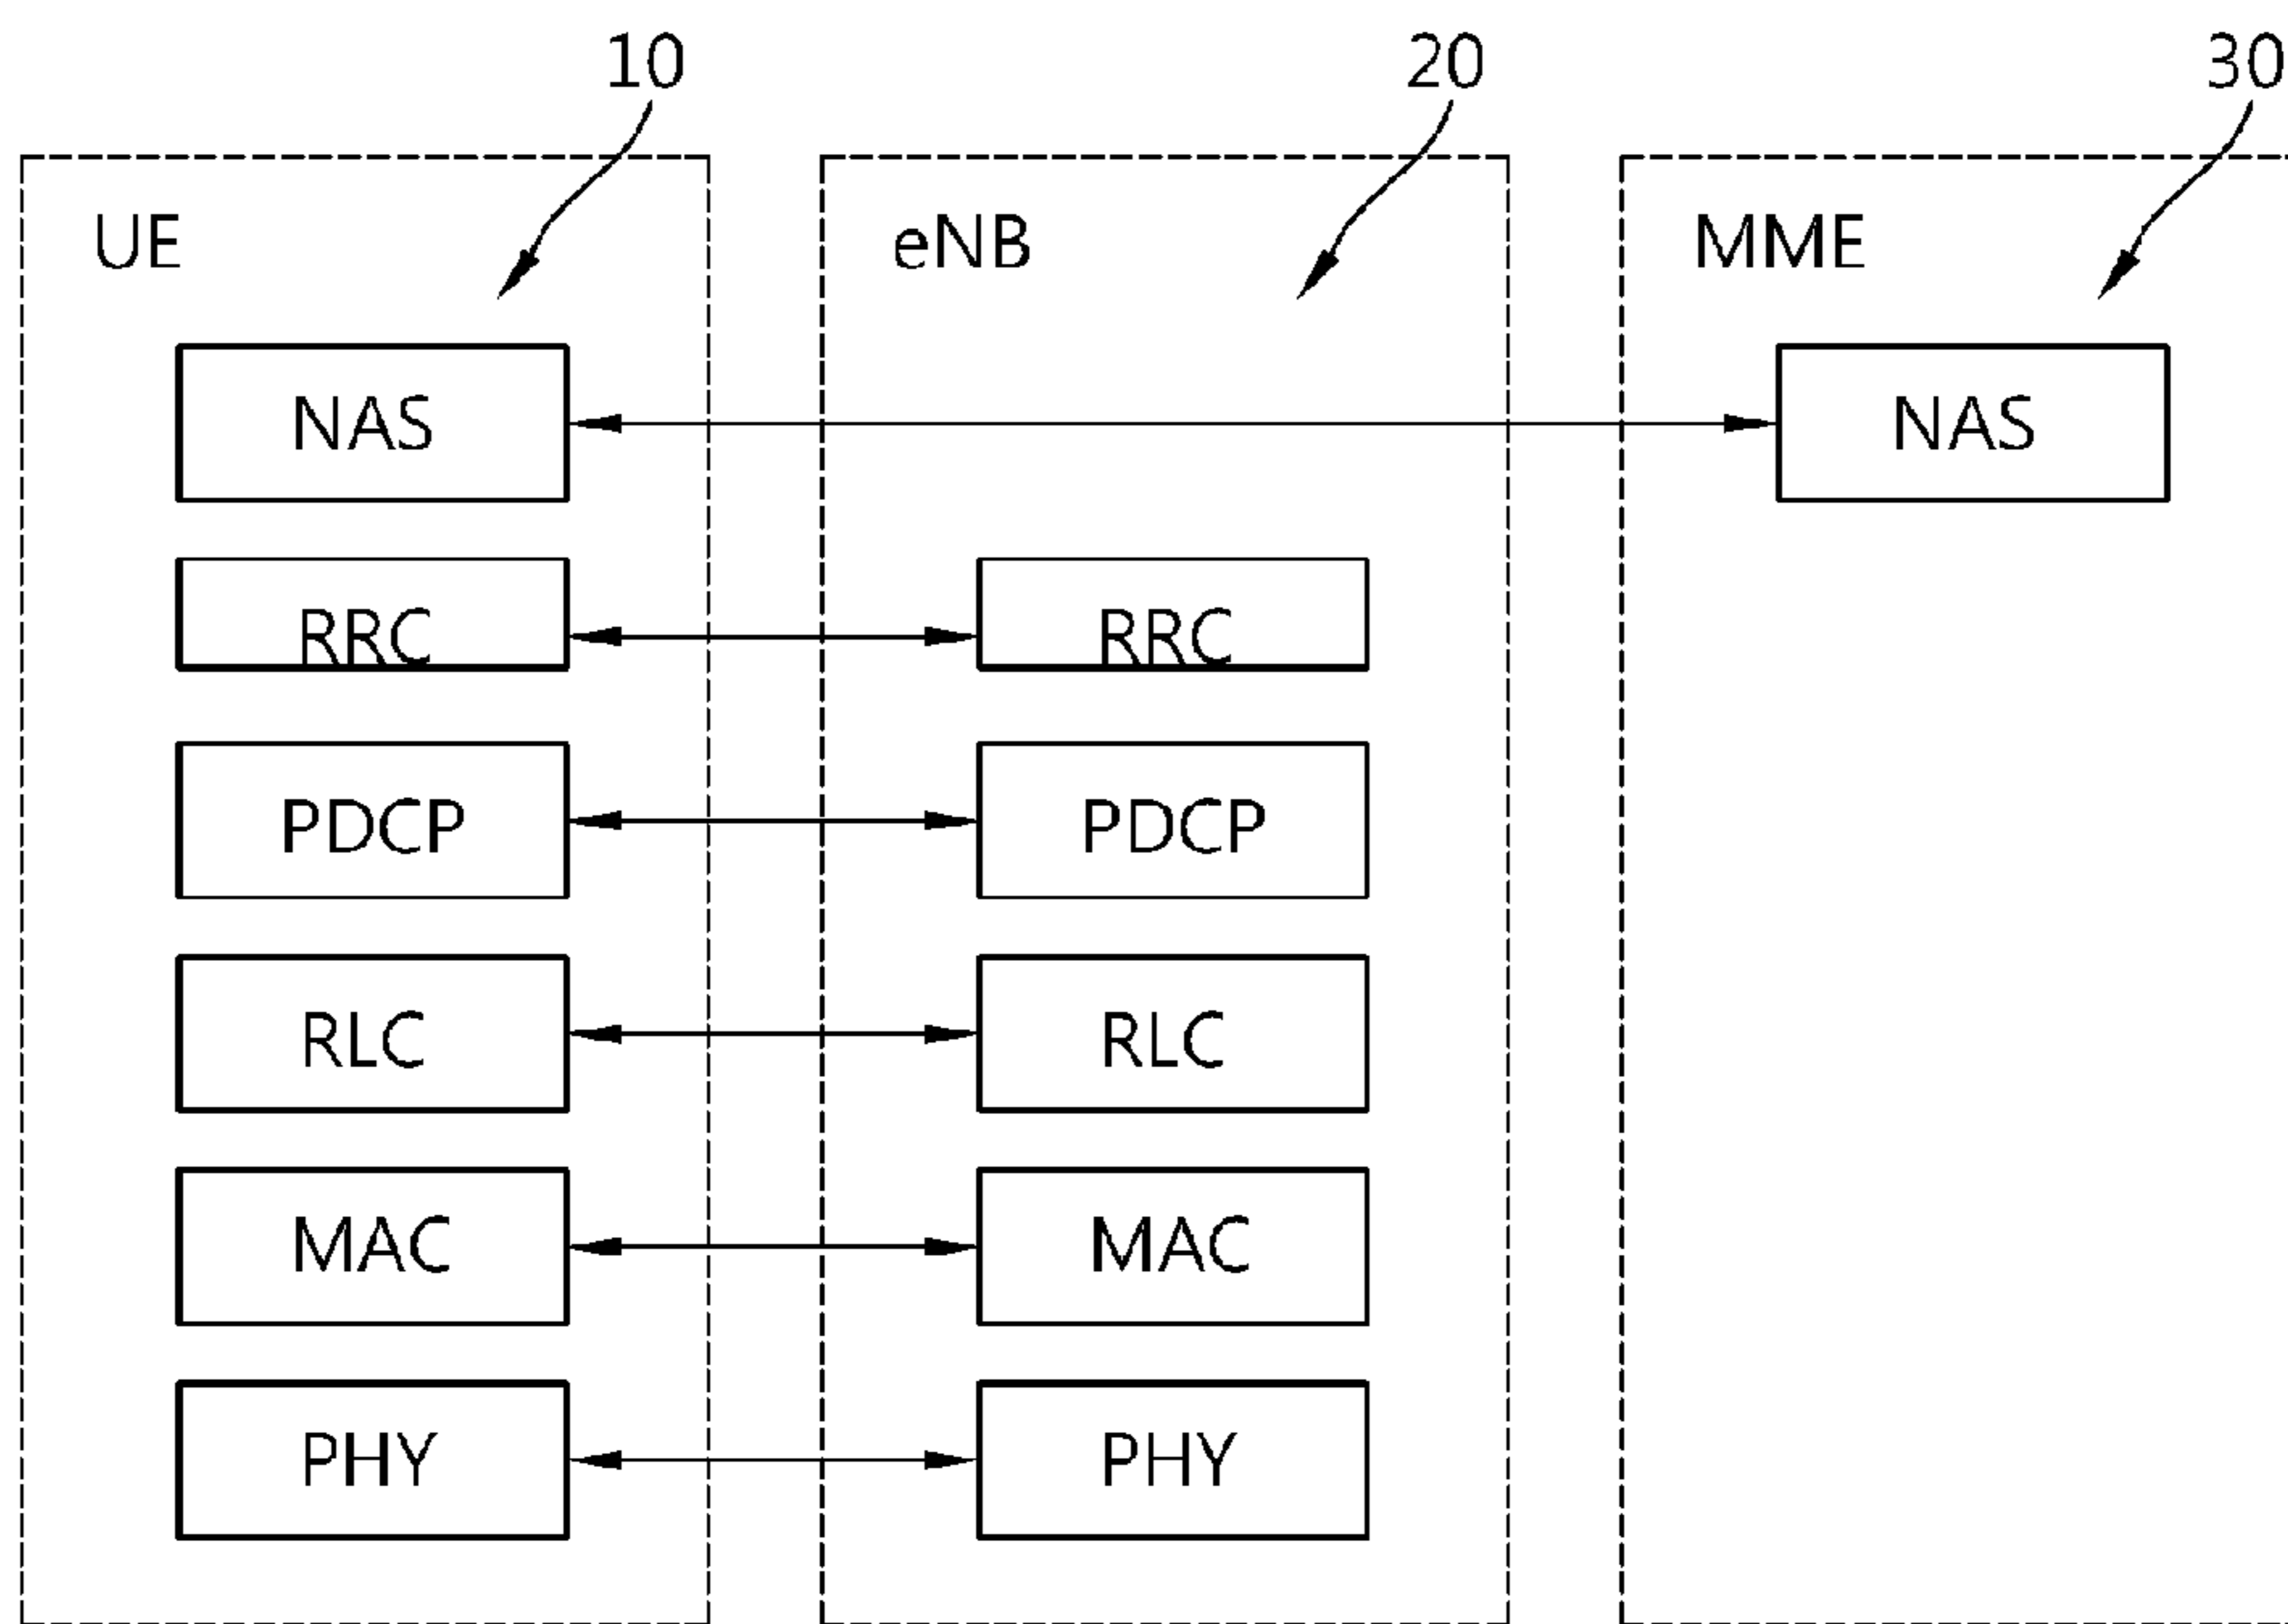 10 20 30
UE eNB MME
NAS NAS
RRC RRC
PDCP PDCP
RLC RLC
MAC MAC
PHY PHY